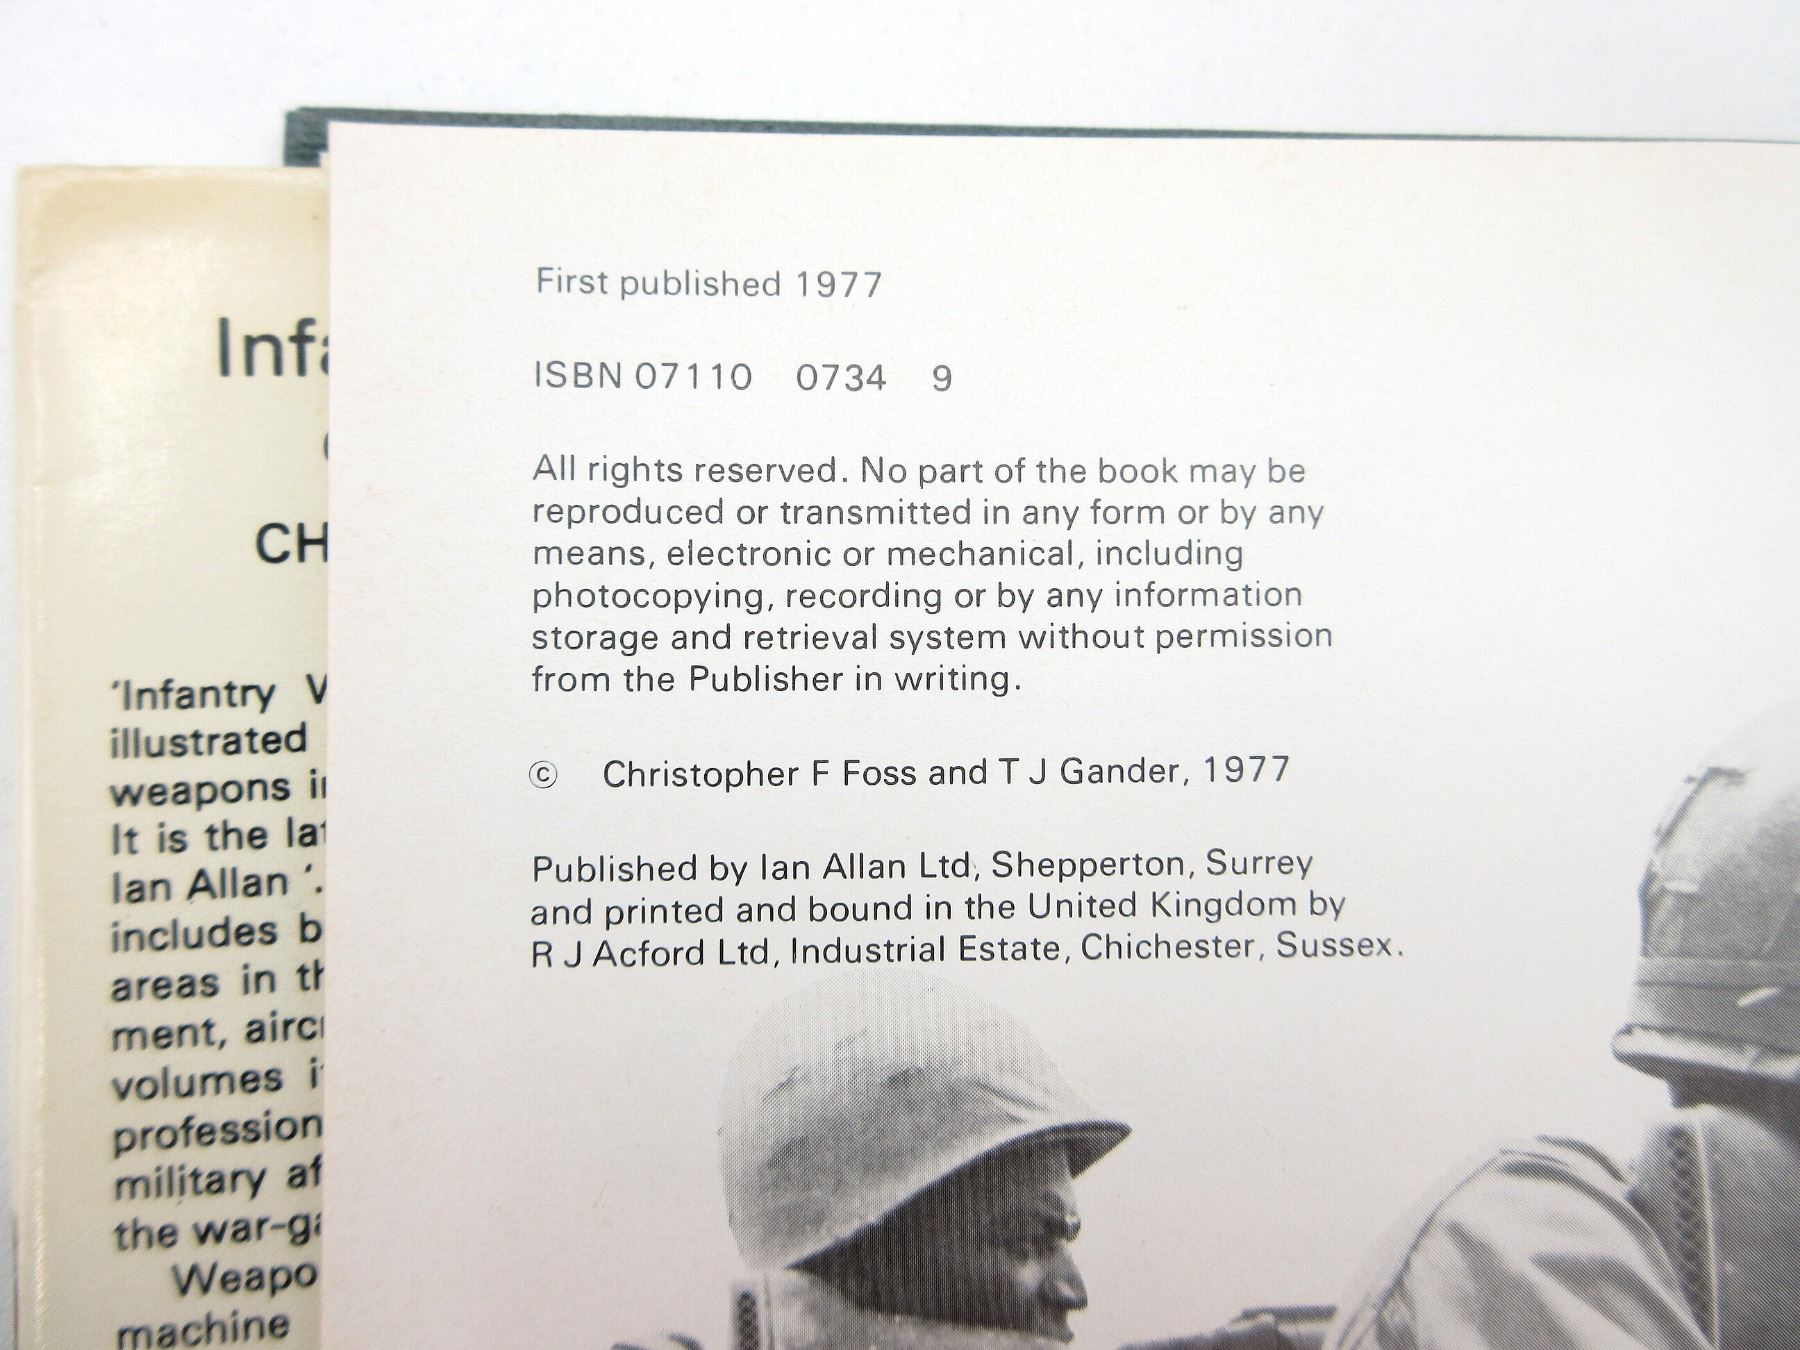 First published 1977
ISBN 07110 0734 9
All rights reserved. No part of the book may be
reproduced or transmitted in any form or by any
means, electronic or mechanical, including
photocopying, recording or by any information
storage and retrieval system without permission
from the Publisher in writing.
© Christopher F Foss and T J Gander, 1977
Published by Ian Allan Ltd, Shepperton, Surrey
and printed and bound in the United Kingdom by
R J Acford Ltd, Industrial Estate, Chichester, Sussex.
Infa
CH
'Infantry V
illustrated
weapons i
It is the la
Ian Allan '.
includes b
areas in th
ment, airc
volumes i
profession
military af
the war-ga
Weapo
machine